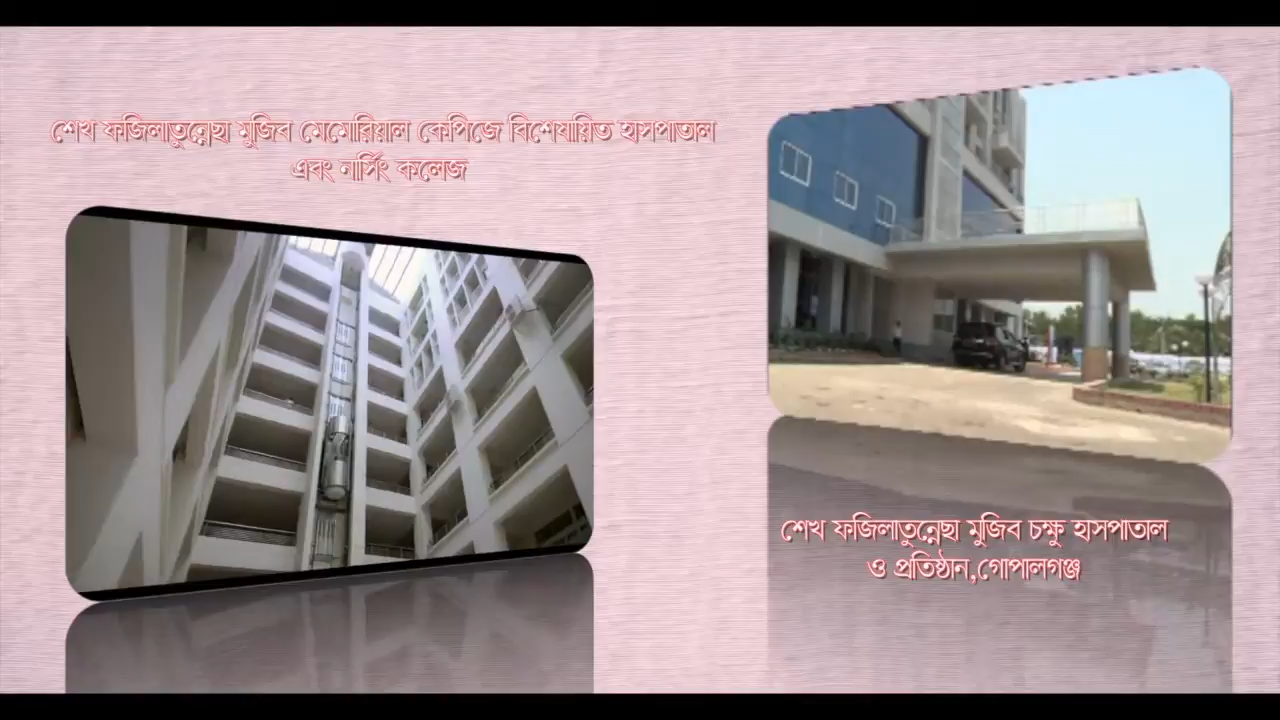 শেখ ফজিলাতুন্নেছা মুজিব মেমোরিয়াল কেপিজে বিশেষায়িত হাসপাতাল
এবং নার্সিং কলেজ
শেখ ফজিলাতুন্নেছা মুজিব চক্ষু হাসপাতাল
ও প্রতিষ্ঠান,গোপালগঞ্জ